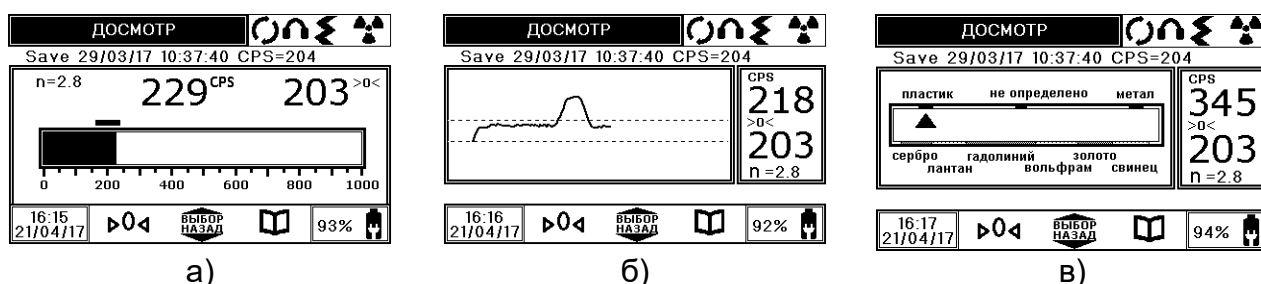 ДОСМОТР
Save 29/03/17 10:37:40 CPS=204
n=2.8
229 CPS
203 >0<
0 200 400 600 800 1000
16:15
21/04/17
▷0◁
ВЫБОР
НАЗАД
93%
а)
ДОСМОТР
Save 29/03/17 10:37:40 CPS=204
CPS
218
>0<
203
n =2.8
16:16
21/04/17
▷0◁
ВЫБОР
НАЗАД
92%
б)
ДОСМОТР
Save 29/03/17 10:37:40 CPS=204
пластик не определено метал
серебро гадолиний золото
лантан вольфрам свинец
CPS
345
>0<
203
n =2.8
16:17
21/04/17
▷0◁
ВЫБОР
НАЗАД
94%
в)